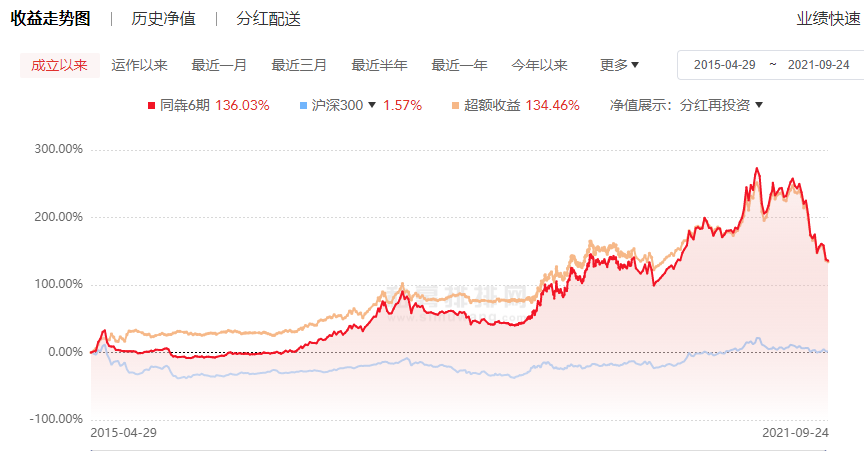 收益走势图 | 历史净值 | 分红配送 业绩快速
成立以来 运作以来 最近一月 最近三月 最近半年 最近一年 今年以来 更多 2015-04-29 ~ 2021-09-24
同犇6期 136.03% 沪深300 1.57% 超额收益 134.46% 净值展示: 分红再投资
300.00%
200.00%
100.00%
0.00%
-100.00%
2015-04-29 2021-09-24